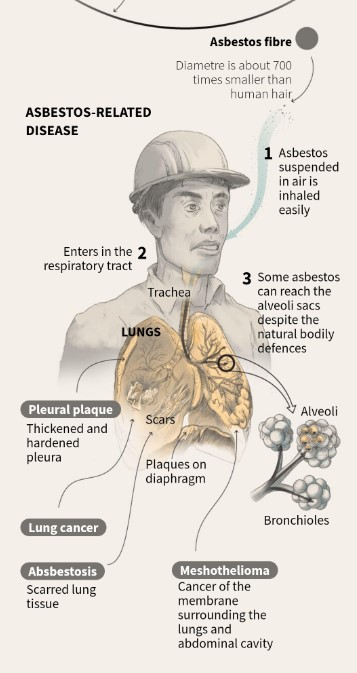 Asbestos fibre
Diametre is about 700
times smaller than
human hair
ASBESTOS-RELATED
DISEASE
1 Asbestos
suspended
in air is
inhaled
easily
Enters in the 2
respiratory tract
3 Some asbestos
can reach the
alveoli sacs
despite the
natural bodily
defences
Trachea
LUNGS
Pleural plaque
Thickened and
hardened
pleura
Scars
Alveoli
Plaques on
diaphragm
Bronchioles
Lung cancer
Absbestosis
Scarred lung
tissue
Meshothelioma
Cancer of the
membrane
surrounding the
lungs and
abdominal cavity